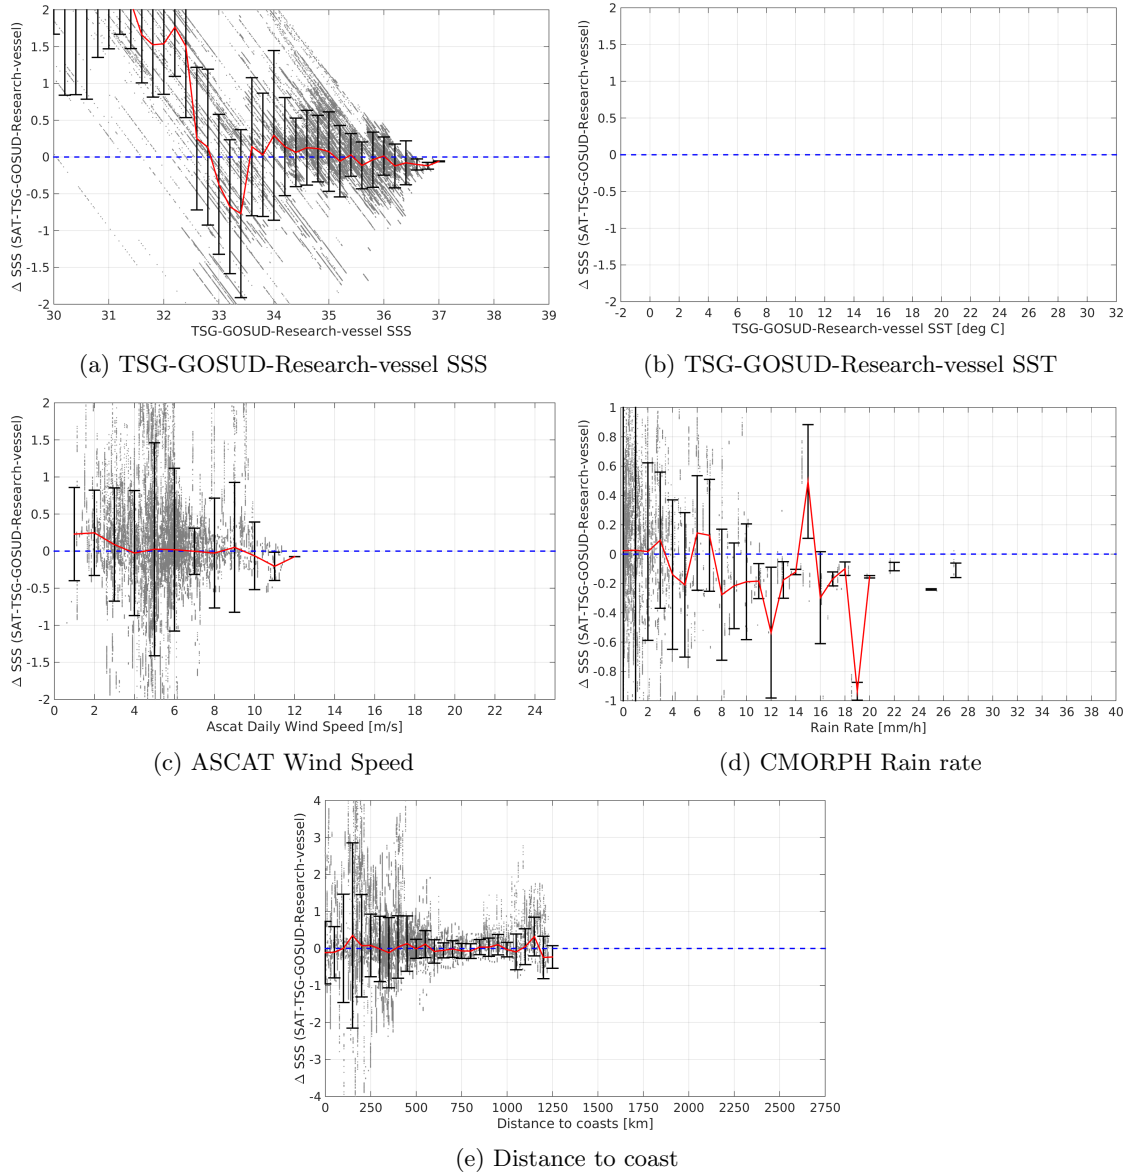 Δ SSS (SAT-TSG-GOSUD-Research-vessel)
2
1.5
1
0.5
0
-0.5
-1
-1.5
-2
30 31 32 33 34 35 36 37 38 39
TSG-GOSUD-Research-vessel SSS
(a) TSG-GOSUD-Research-vessel SSS
Δ SSS (SAT-TSG-GOSUD-Research-vessel)
2
1.5
1
0.5
0
-0.5
-1
-1.5
-2
-2 0 2 4 6 8 10 12 14 16 18 20 22 24 26 28 30 32
TSG-GOSUD-Research-vessel SST [deg C]
(b) TSG-GOSUD-Research-vessel SST
Δ SSS (SAT-TSG-GOSUD-Research-vessel)
2
1.5
1
0.5
0
-0.5
-1
-1.5
-2
0 2 4 6 8 10 12 14 16 18 20 22 24
Ascat Daily Wind Speed [m/s]
(c) ASCAT Wind Speed
Δ SSS (SAT-TSG-GOSUD-Research-vessel)
1
0.8
0.6
0.4
0.2
0
-0.2
-0.4
-0.6
-0.8
-1
0 2 4 6 8 10 12 14 16 18 20 22 24 26 28 30 32 34 36 38 40
Rain Rate [mm/h]
(d) CMORPH Rain rate
Δ SSS (SAT-TSG-GOSUD-Research-vessel)
4
3
2
1
0
-1
-2
-3
-4
0 250 500 750 1000 1250 1500 1750 2000 2250 2500 2750
Distance to coasts [km]
(e) Distance to coast